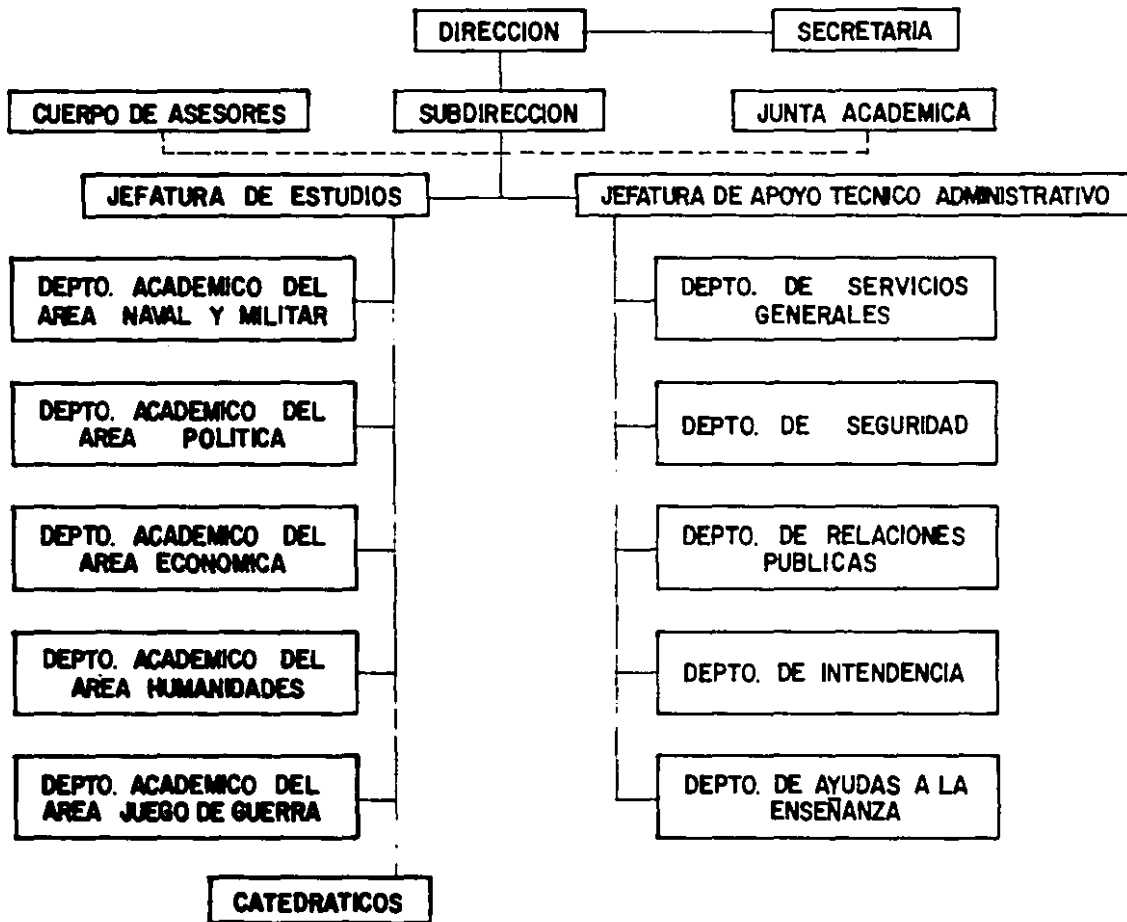 DIRECCION
SECRETARIA
CUERPO DE ASESORES
SUBDIRECCION
JUNTA ACADEMICA
JEFATURA DE ESTUDIOS
JEFATURA DE APOYO TECNICO ADMINISTRATIVO
DEPTO. ACADEMICO DEL
AREA NAVAL Y MILITAR
DEPTO. DE SERVICIOS
GENERALES
DEPTO. ACADEMICO DEL
AREA POLITICA
DEPTO. DE SEGURIDAD
DEPTO. ACADEMICO DEL
AREA ECONOMICA
DEPTO. DE RELACIONES
PUBLICAS
DEPTO. ACADEMICO DEL
AREA HUMANIDADES
DEPTO. DE INTENDENCIA
DEPTO. ACADEMICO DEL
AREA JUEGO DE GUERRA
DEPTO. DE AYUDAS A LA
ENSEÑANZA
CATEDRATICOS